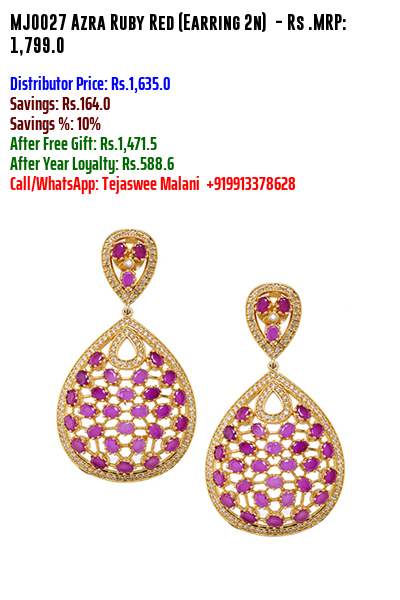 MJ0027 Azra Ruby Red (Earring 2n) - Rs .MRP:
1,799.0
Distributor Price: Rs.1,635.0
Savings: Rs.164.0
Savings %: 10%
After Free Gift: Rs.1,471.5
After Year Loyalty: Rs.588.6
Call/WhatsApp: Tejaswee Malani +919913378628